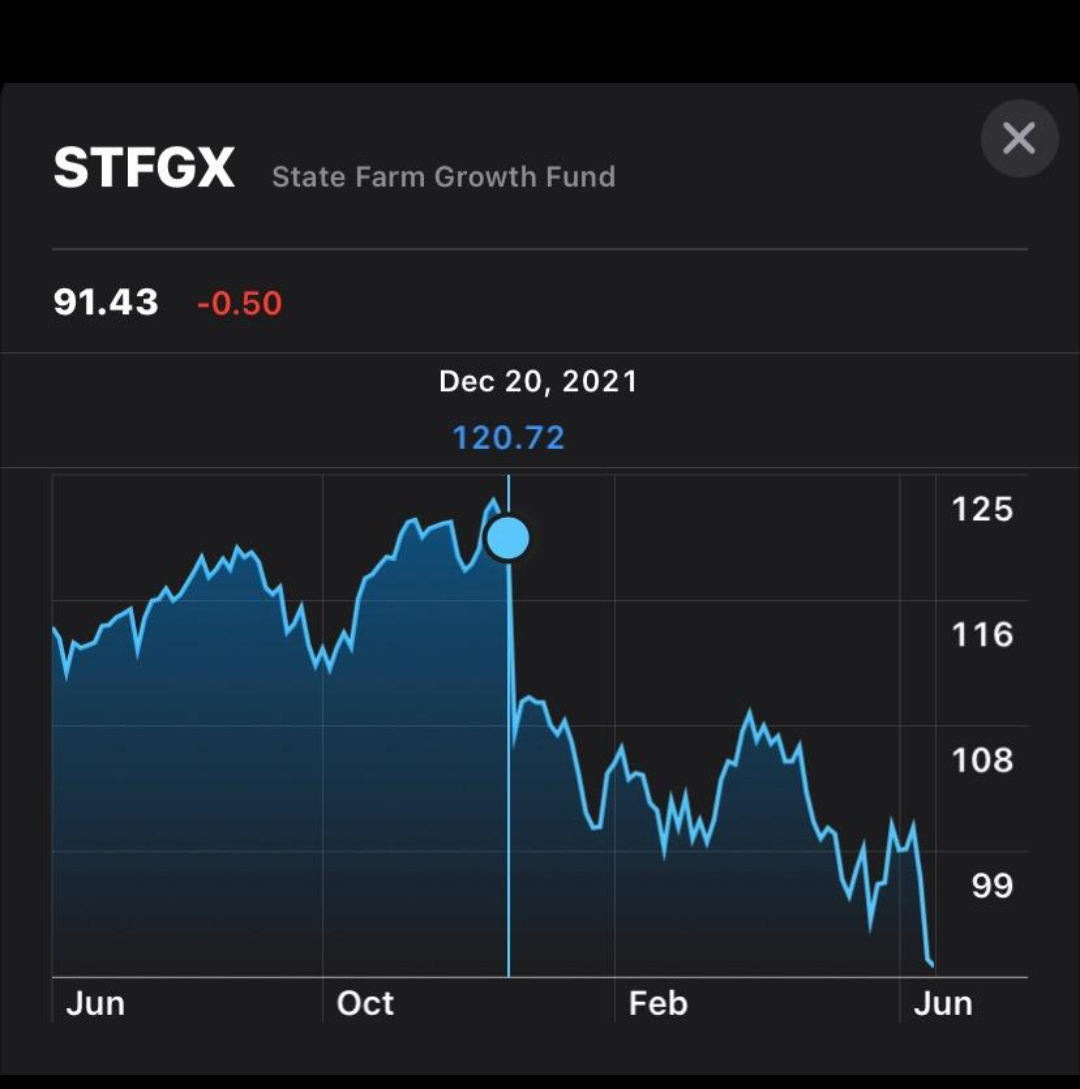 STFGX State Farm Growth Fund
91.43 -0.50
Dec 20, 2021
120.72
125
116
108
99
Jun Oct Feb Jun